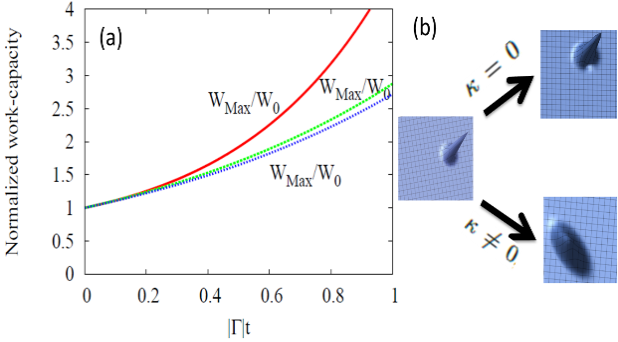 (a)
(b)
Normalized work-capacity
4
3.5
3
2.5
2
1.5
1
0.5
0
W_Max/W_0
W_Max/W_0
W_Max/W_0
0
0.2
0.4
0.6
0.8
1
|Γ|t
κ = 0
κ ≠ 0.